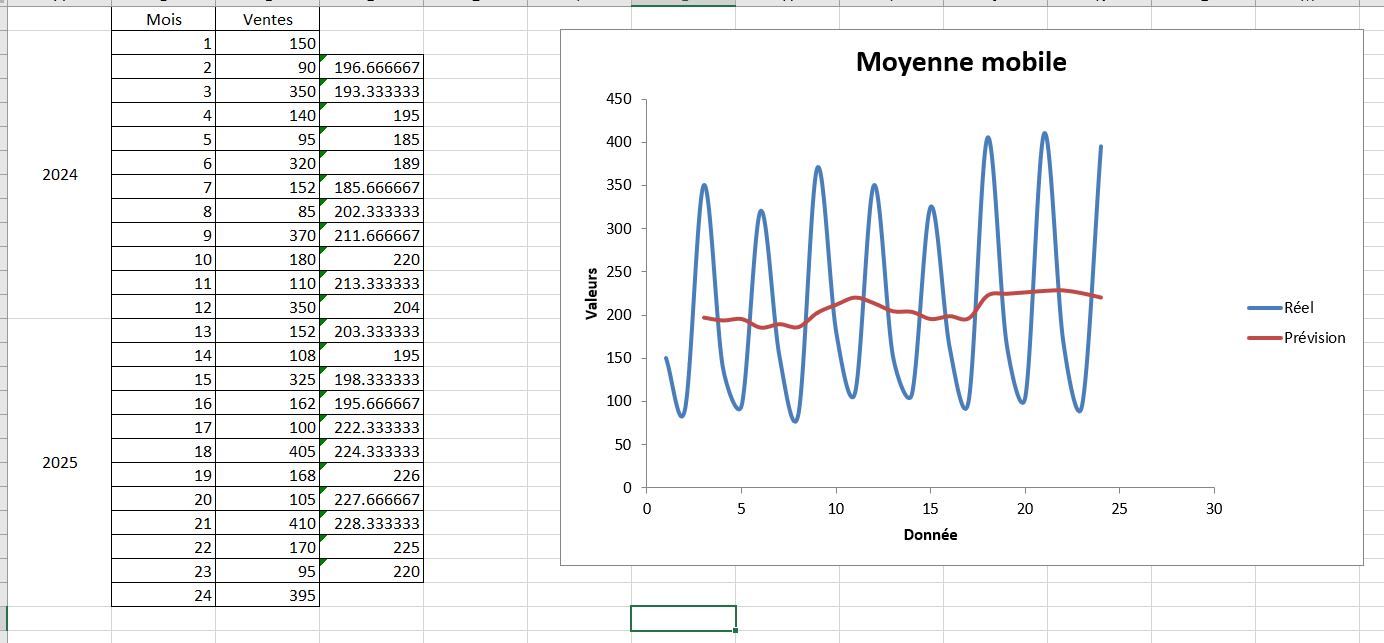 Mois Ventes
1 150
2 90 196.666667
3 350 193.333333
4 140 195
5 95 185
2024
6 320 189
7 152 185.666667
8 85 202.333333
9 370 211.666667
10 180 220
11 110 213.333333
12 350 204
13 152 203.333333
14 108 195
15 325 198.333333
16 162 195.666667
17 100 222.333333
2025
18 405 224.333333
19 168 226
20 105 227.666667
21 410 228.333333
22 170 225
23 95 220
24 395
Moyenne mobile
450
400
350
300
250
200
150
100
50
0
Valeurs
0 5 10 15 20 25 30
Donnée
Réel
Prévision